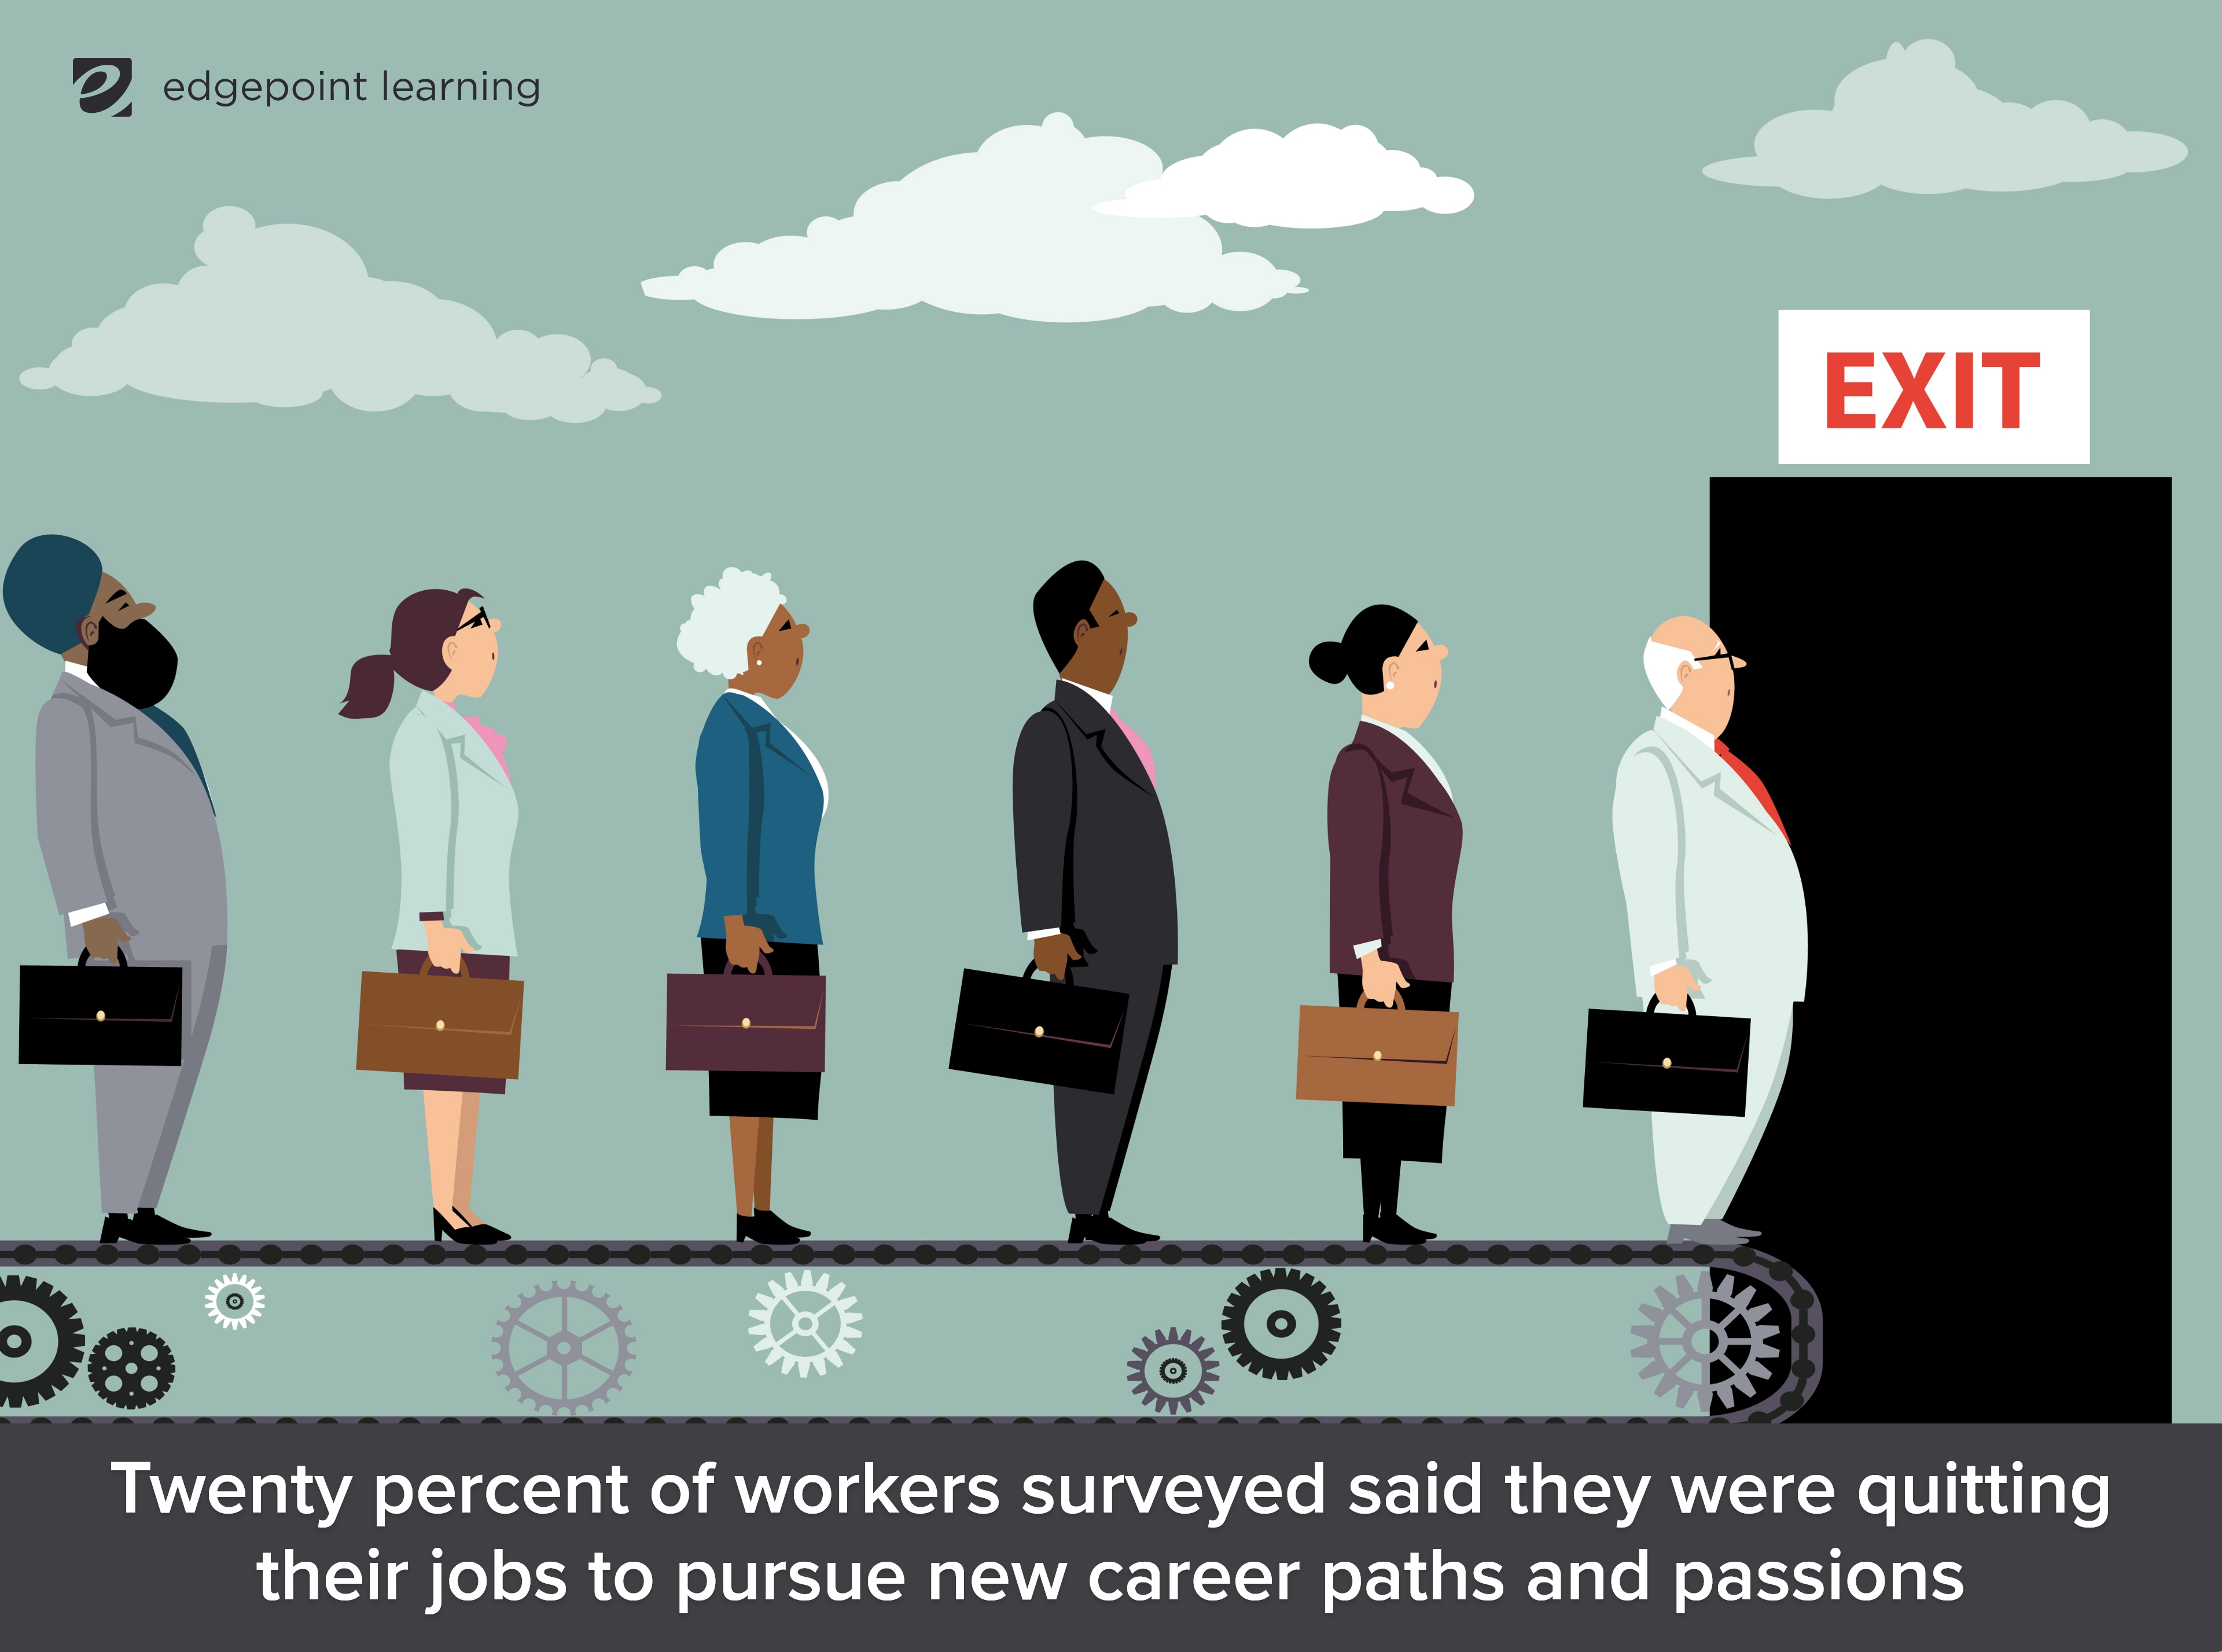 edgepoint learning
EXIT
Twenty percent of workers surveyed said they were quitting
their jobs to pursue new career paths and passions